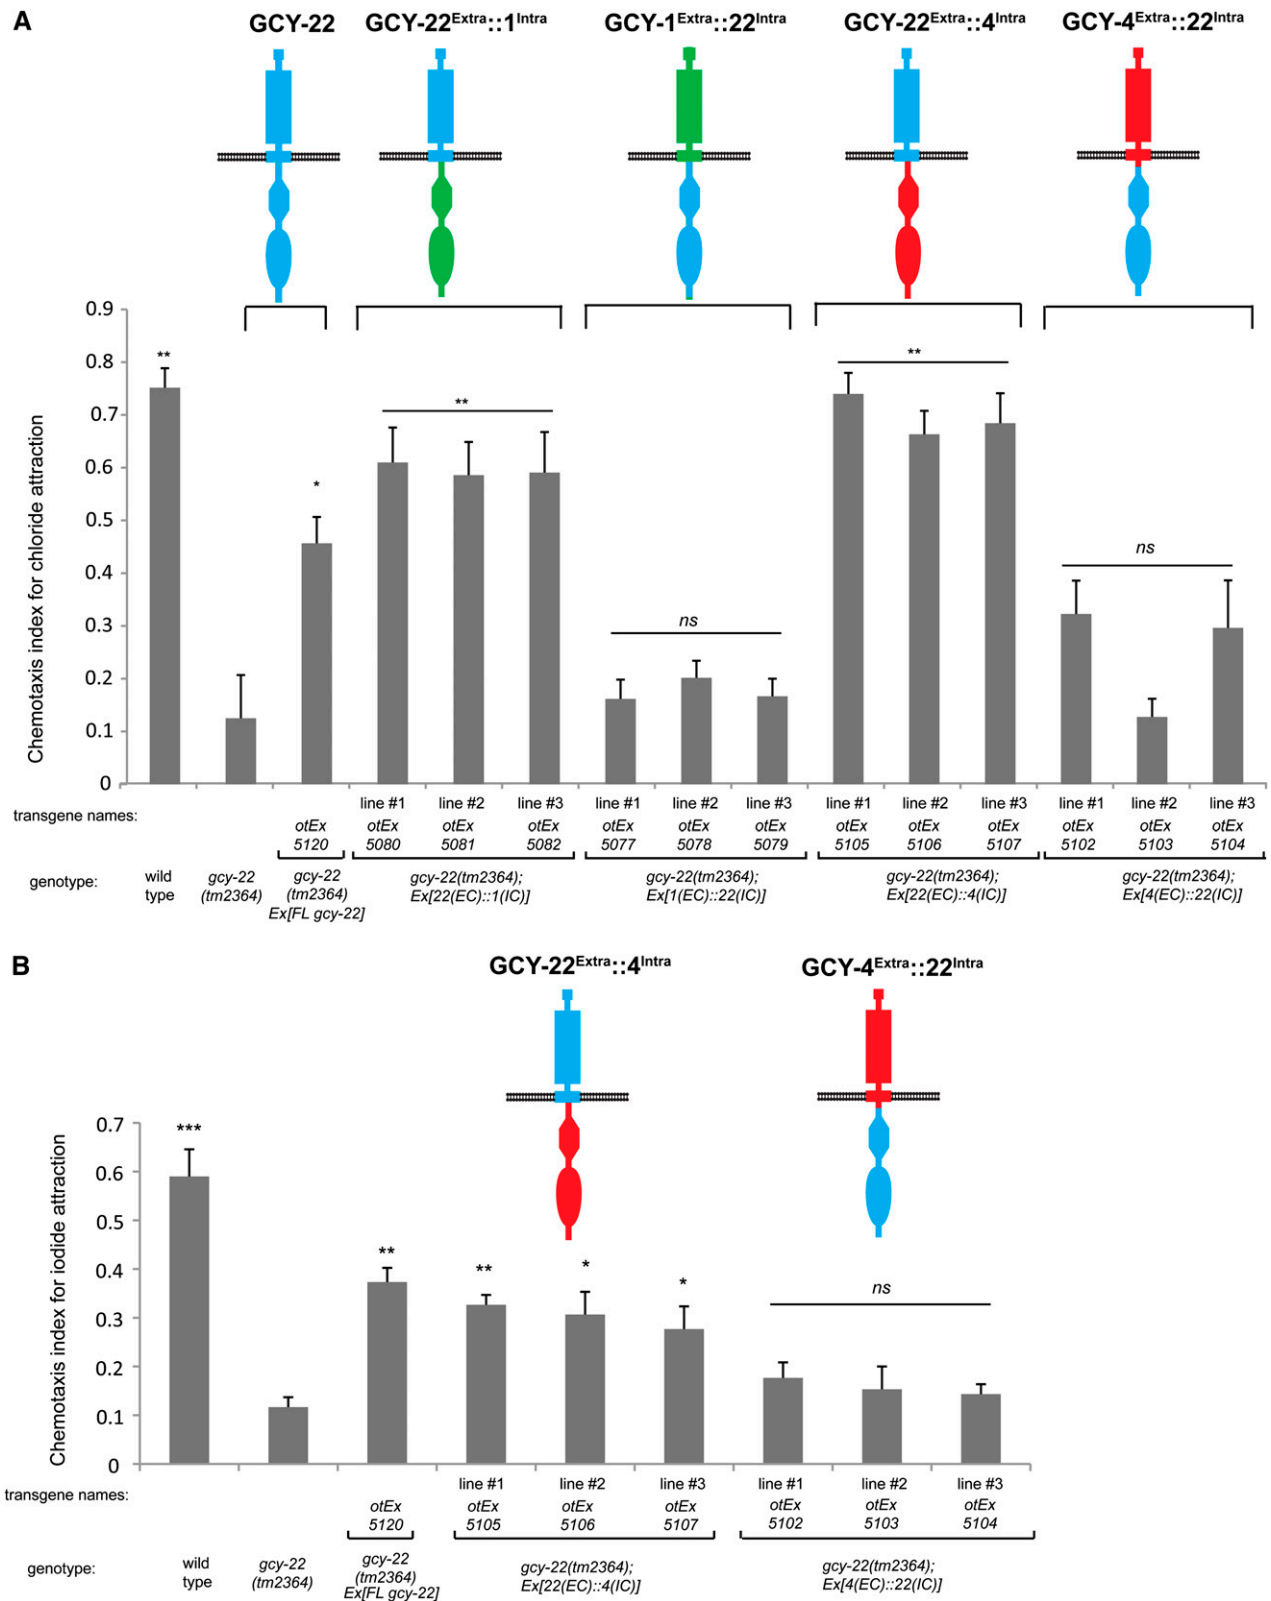 A
GCY-22 GCY-22Extra::1Intra GCY-1Extra::22Intra GCY-22Extra::4Intra GCY-4Extra::22Intra
Chemotaxis index for chloride attraction
0.9
0.8
0.7
0.6
0.5
0.4
0.3
0.2
0.1
0
** * ** ns ** ns
line #1 line #2 line #3 line #1 line #2 line #3 line #1 line #2 line #3 line #1 line #2 line #3
transgene names:
otEx otEx otEx otEx otEx otEx otEx otEx otEx otEx otEx otEx otEx
5120 5080 5081 5082 5077 5078 5079 5105 5106 5107 5102 5103 5104
genotype:
wild type
gcy-22 (tm2364)
gcy-22 (tm2364) Ex[FL gcy-22]
gcy-22(tm2364); Ex[22(EC)::1(IC)]
gcy-22(tm2364); Ex[1(EC)::22(IC)]
gcy-22(tm2364); Ex[22(EC)::4(IC)]
gcy-22(tm2364); Ex[4(EC)::22(IC)]
B
GCY-22Extra::4Intra GCY-4Extra::22Intra
Chemotaxis index for iodide attraction
0.7
0.6
0.5
0.4
0.3
0.2
0.1
0
*** ** ** * * ns
line #1 line #2 line #3 line #1 line #2 line #3
transgene names:
otEx otEx otEx otEx otEx otEx otEx
5120 5105 5106 5107 5102 5103 5104
genotype:
wild type
gcy-22 (tm2364)
gcy-22 (tm2364) Ex[FL gcy-22]
gcy-22(tm2364); Ex[22(EC)::4(IC)]
gcy-22(tm2364); Ex[4(EC)::22(IC)]